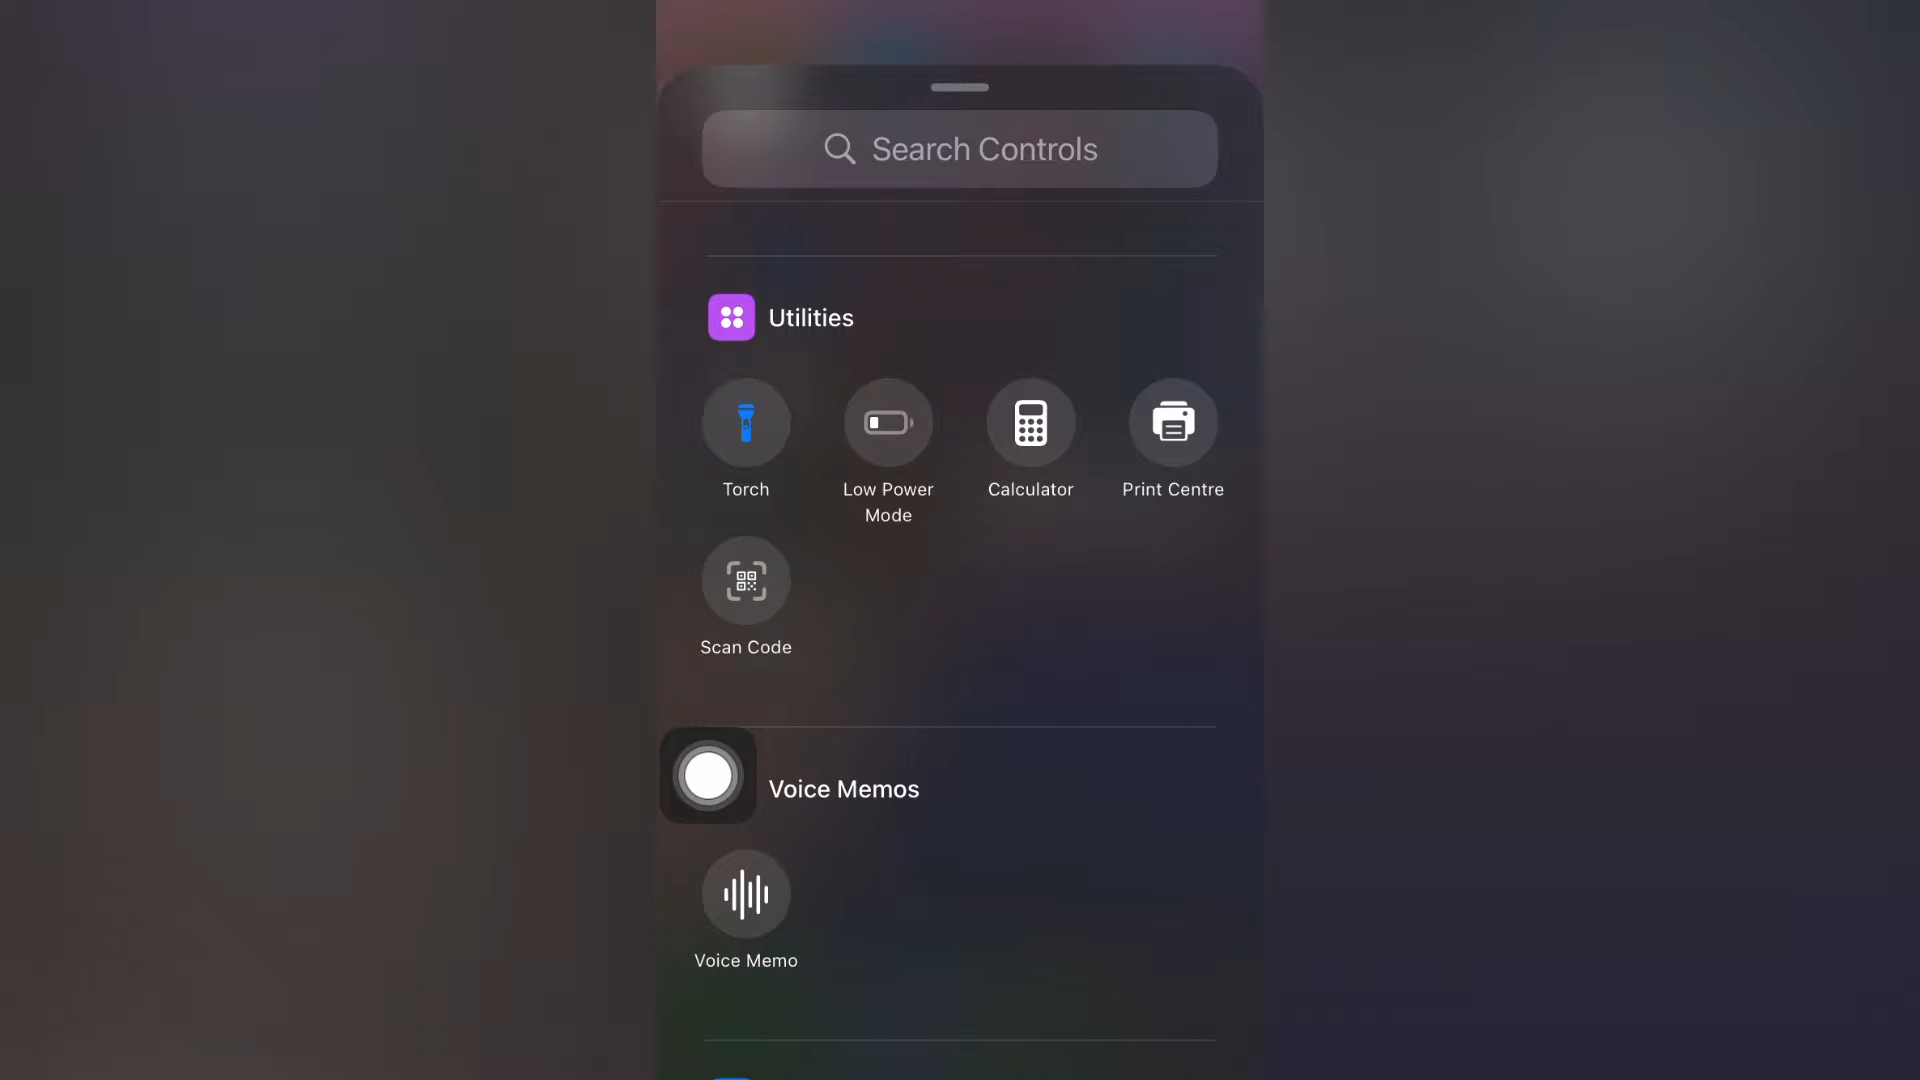 Search Controls
Utilities
Torch
Low Power
Mode
Calculator
Print Centre
Scan Code
Voice Memos
Voice Memo